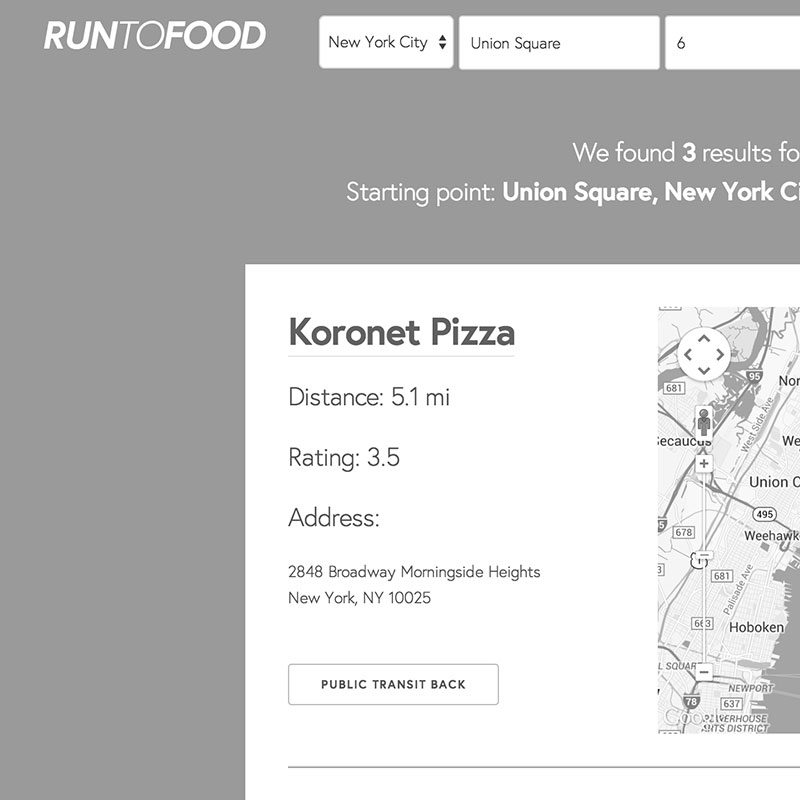 RUNTOFOOD
New York City
Union Square
6
We found 3 results fo
Starting point: Union Square, New York Ci
Koronet Pizza
Distance: 5.1 mi
Rating: 3.5
Address:
2848 Broadway Morningside Heights
New York, NY 10025
PUBLIC TRANSIT BACK
95
Nor
681
West Side Ave
Secaucus
We
Union C
495
678
Weehawk
681
Palisade Ave
663
Hoboken
L SQUAR
NEWPORT
78
637
POWERHOUSE
ARTS DISTRICT